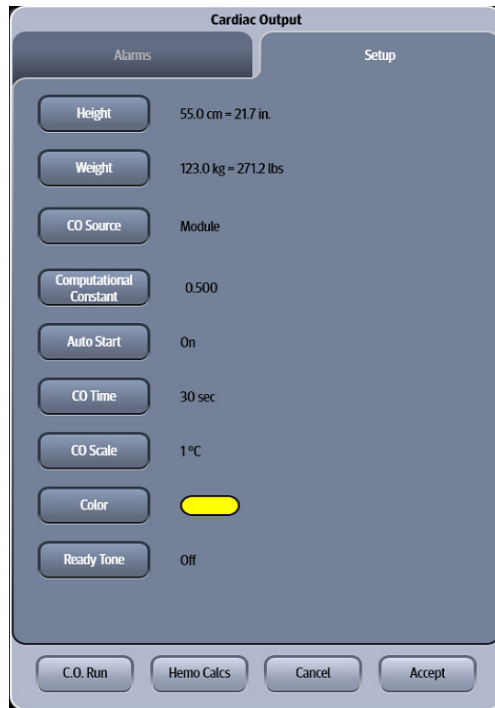 Cardiac Output
Alarms
Setup
Height
55.0 cm = 21.7 in.
Weight
123.0 kg = 271.2 lbs
CO Source
Module
Computational
Constant
0.500
Auto Start
On
CO Time
30 sec
CO Scale
1 °C
Color
Ready Tone
Off
C.O. Run
Hemo Calcs
Cancel
Accept